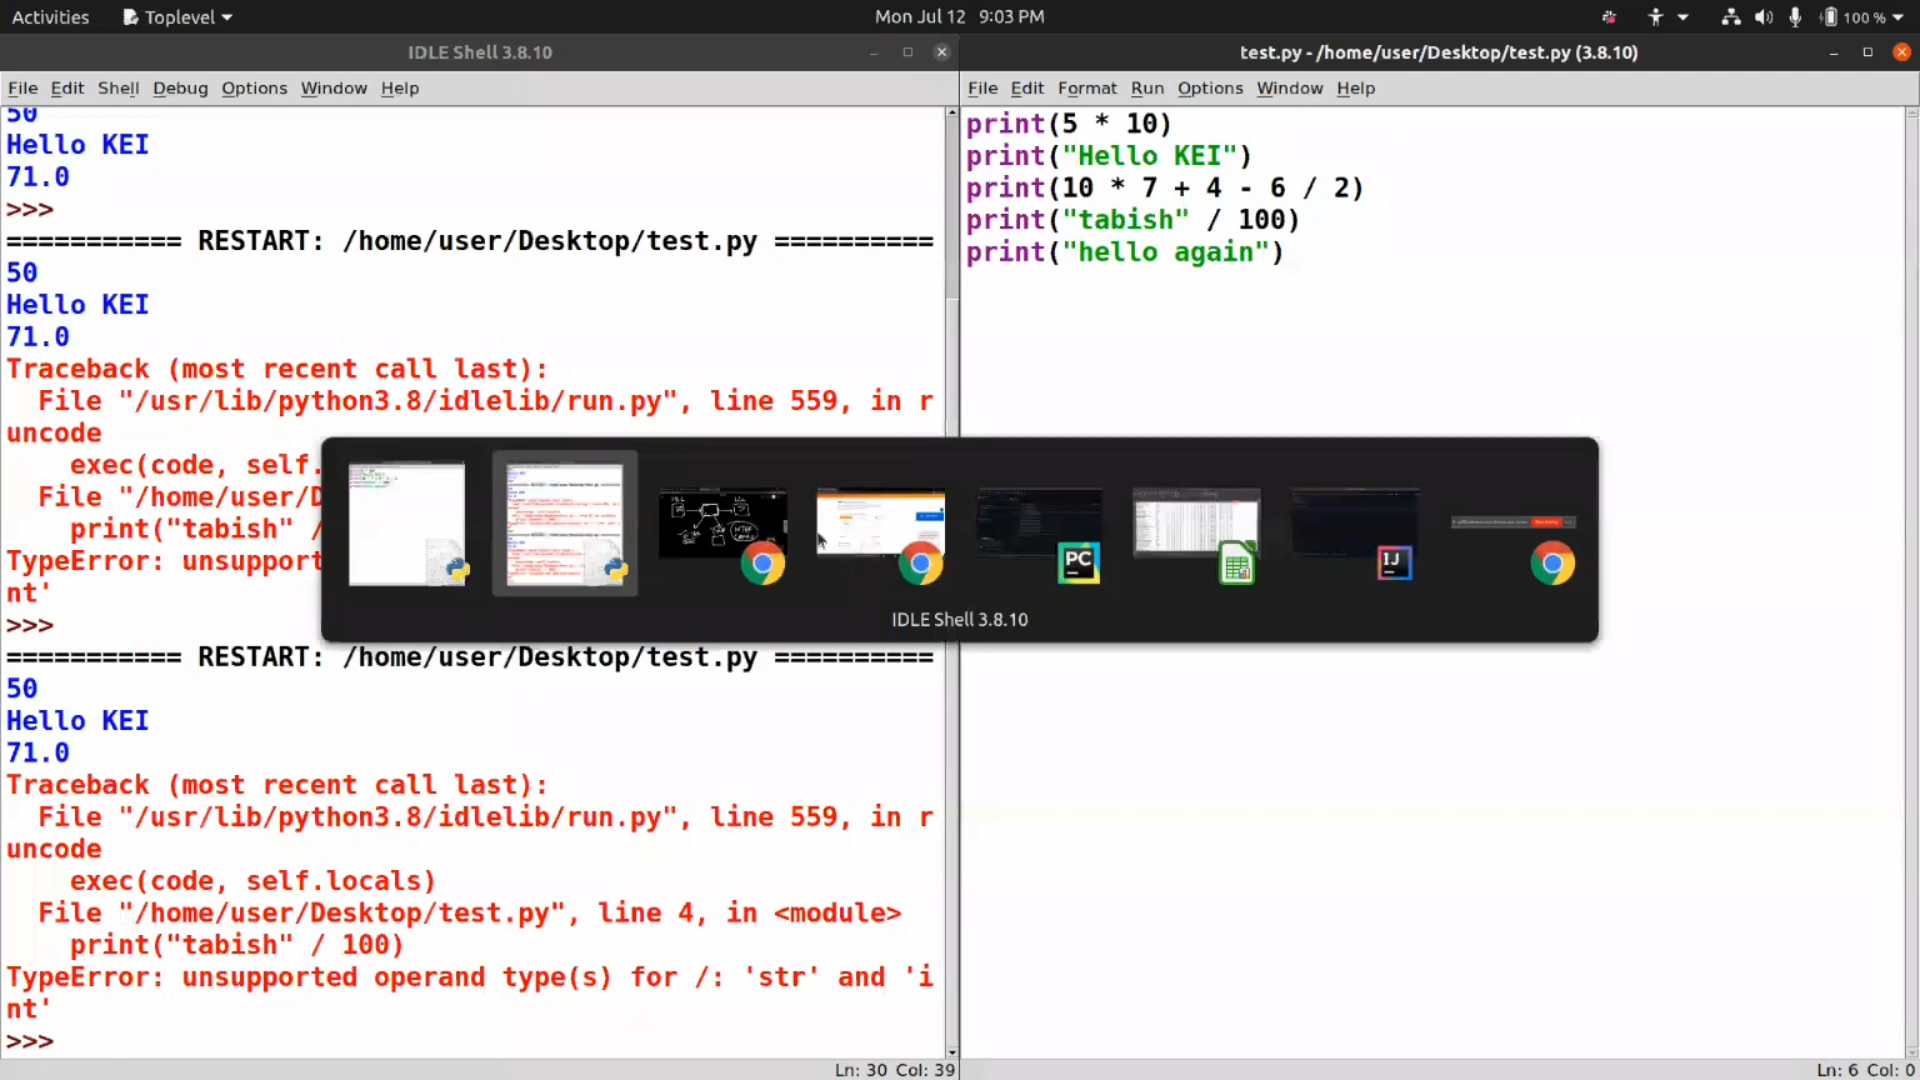 Activities Toplevel Mon Jul 12 9:03 PM 100 %
IDLE Shell 3.8.10
File Edit Shell Debug Options Window Help
50
Hello KEI
71.0
>>>
=========== RESTART: /home/user/Desktop/test.py ==========
50
Hello KEI
71.0
Traceback (most recent call last):
File "/usr/lib/python3.8/idlelib/run.py", line 559, in r
uncode
exec(code, self.
File "/home/user/D
print("tabish" /
TypeError: unsupport
nt'
>>>
=========== RESTART: /home/user/Desktop/test.py ==========
50
Hello KEI
71.0
Traceback (most recent call last):
File "/usr/lib/python3.8/idlelib/run.py", line 559, in r
uncode
exec(code, self.locals)
File "/home/user/Desktop/test.py", line 4, in <module>
print("tabish" / 100)
TypeError: unsupported operand type(s) for /: 'str' and 'i
nt'
>>>
Ln: 30 Col: 39
test.py - /home/user/Desktop/test.py (3.8.10)
File Edit Format Run Options Window Help
print(5 * 10)
print("Hello KEI")
print(10 * 7 + 4 - 6 / 2)
print("tabish" / 100)
print("hello again")
PC
IJ
IDLE Shell 3.8.10
Ln: 6 Col: 0